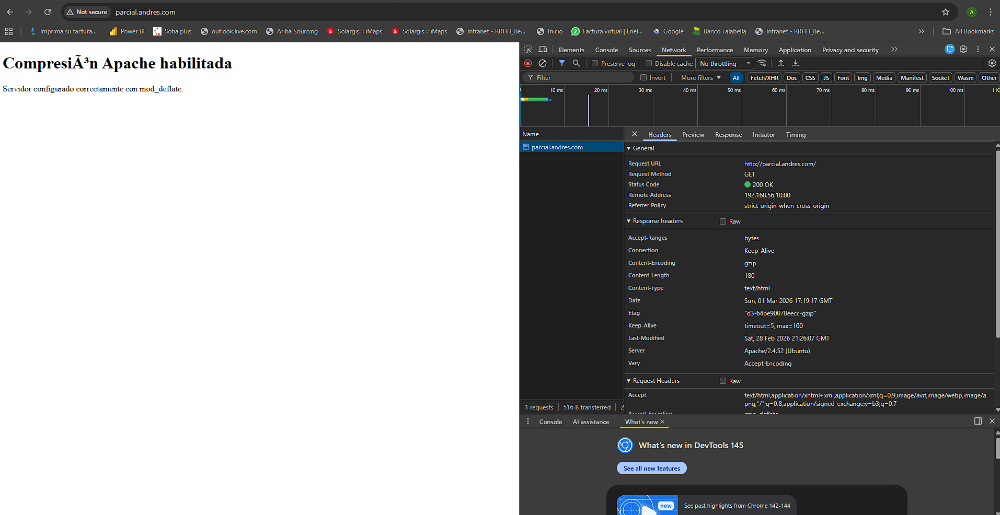 Not secure parcial.andres.com A
Imprima su factura... Power BI Sofia plus outlook.live.com Ariba Sourcing Solargis :: iMaps Solargis :: iMaps Intranet - RRHH_Be... Inicio Factura virtual | Enel... Google Banco Falabella Intranet - RRHH_Be... All Bookmarks
CompresiÃ³n Apache habilitada
Servidor configurado correctamente con mod_deflate.
Elements Console Sources Network Performance Memory Application Privacy and security
Preserve log Disable cache No throttling
Filter Invert More filters All Fetch/XHR Doc CSS JS Font Img Media Manifest Socket Wasm Other
10 ms 20 ms 30 ms 40 ms 50 ms 60 ms 70 ms 80 ms 90 ms 100 ms 110
Name
parcial.andres.com
Headers Preview Response Initiator Timing
General
Request URL http://parcial.andres.com/
Request Method GET
Status Code 200 OK
Remote Address 192.168.56.10:80
Referrer Policy strict-origin-when-cross-origin
Response headers Raw
Accept-Ranges bytes
Connection Keep-Alive
Content-Encoding gzip
Content-Length 180
Content-Type text/html
Date Sun, 01 Mar 2026 17:19:17 GMT
Etag "d3-64be90078eecc-gzip"
Keep-Alive timeout=5, max=100
Last-Modified Sat, 28 Feb 2026 21:26:07 GMT
Server Apache/2.4.52 (Ubuntu)
Vary Accept-Encoding
Request Headers Raw
Accept text/html,application/xhtml+xml,application/xml;q=0.9,image/avif,image/webp,image/a
png,*/*;q=0.8,application/signed-exchange;v=b3;q=0.7
Accept-Encoding gzip, deflate
1 requests 516 B transferred 2
Console AI assistance What's new
What's new in DevTools 145
See all new features
new See past highlights from Chrome 142-144